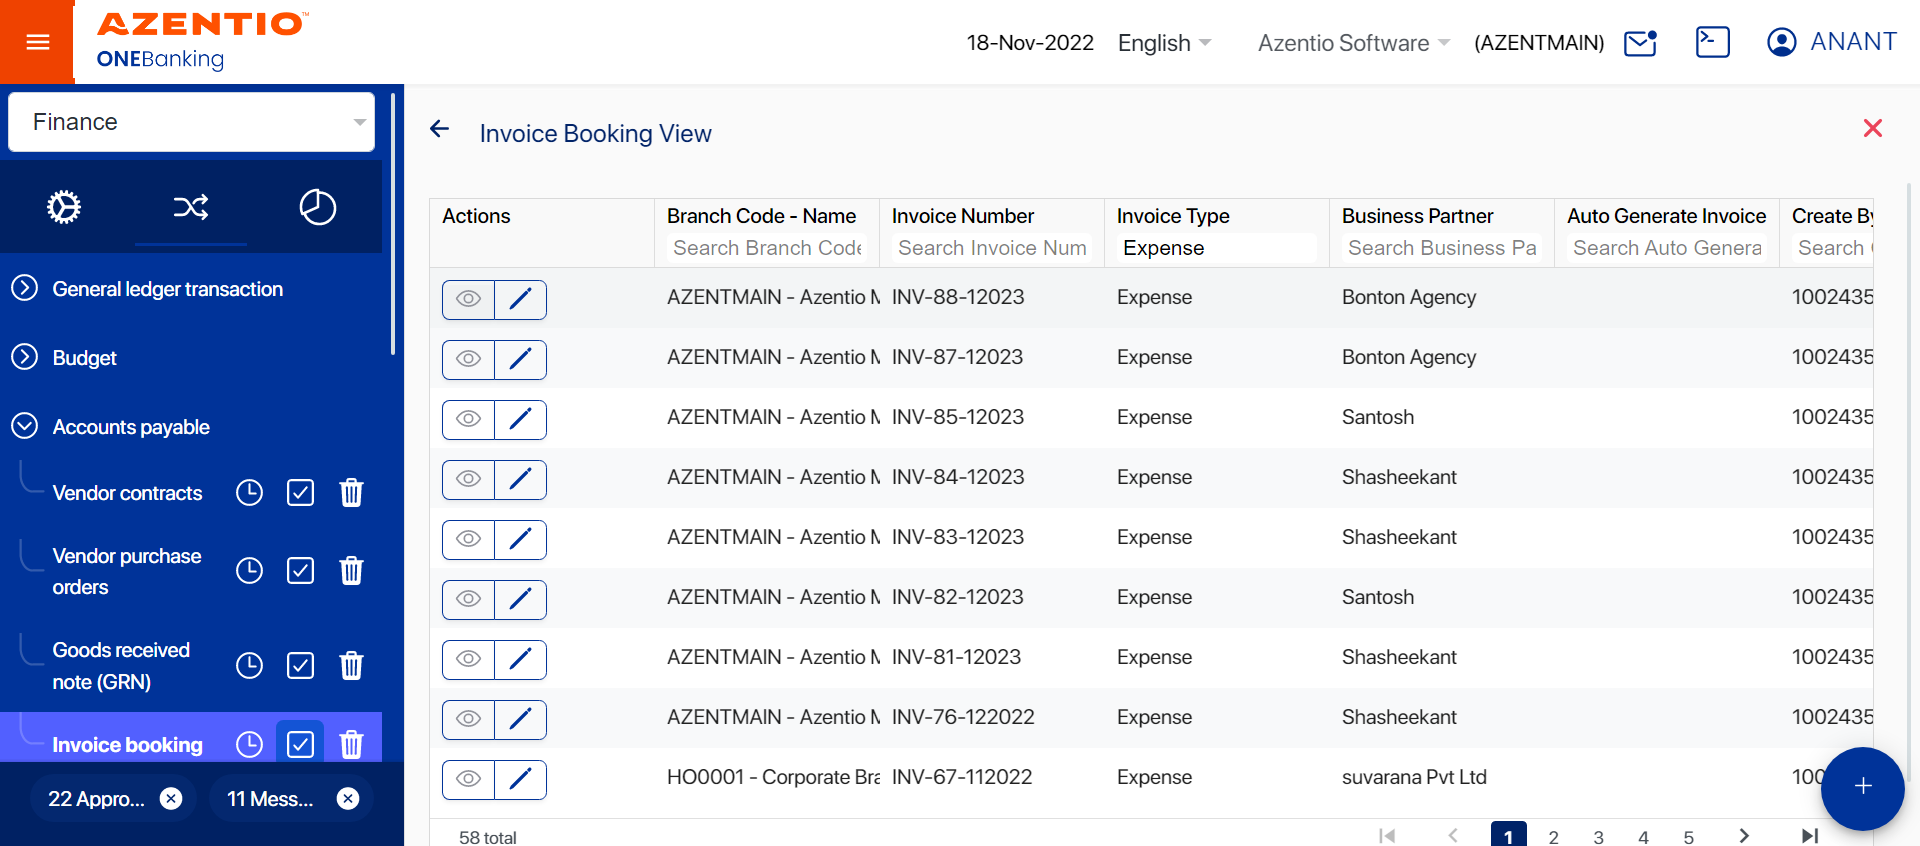 AZENTIO™
ONEBanking
18-Nov-2022 English Azentio Software (AZENTMAIN) ANANT
Finance
General ledger transaction
Budget
Accounts payable
Vendor contracts
Vendor purchase
orders
Goods received
note (GRN)
Invoice booking
22 Appro... 11 Mess...
Invoice Booking View
Actions Branch Code - Name Invoice Number Invoice Type Business Partner Auto Generate Invoice Create By
Search Branch Code Search Invoice Num Expense Search Business Pa Search Auto Genera Search
AZENTMAIN - Azentio M INV-88-12023 Expense Bonton Agency 1002435
AZENTMAIN - Azentio M INV-87-12023 Expense Bonton Agency 1002435
AZENTMAIN - Azentio M INV-85-12023 Expense Santosh 1002435
AZENTMAIN - Azentio M INV-84-12023 Expense Shasheekant 1002435
AZENTMAIN - Azentio M INV-83-12023 Expense Shasheekant 1002435
AZENTMAIN - Azentio M INV-82-12023 Expense Santosh 1002435
AZENTMAIN - Azentio M INV-81-12023 Expense Shasheekant 1002435
AZENTMAIN - Azentio M INV-76-122022 Expense Shasheekant 1002435
HO0001 - Corporate Bra INV-67-112022 Expense suvarana Pvt Ltd 100
58 total 1 2 3 4 5